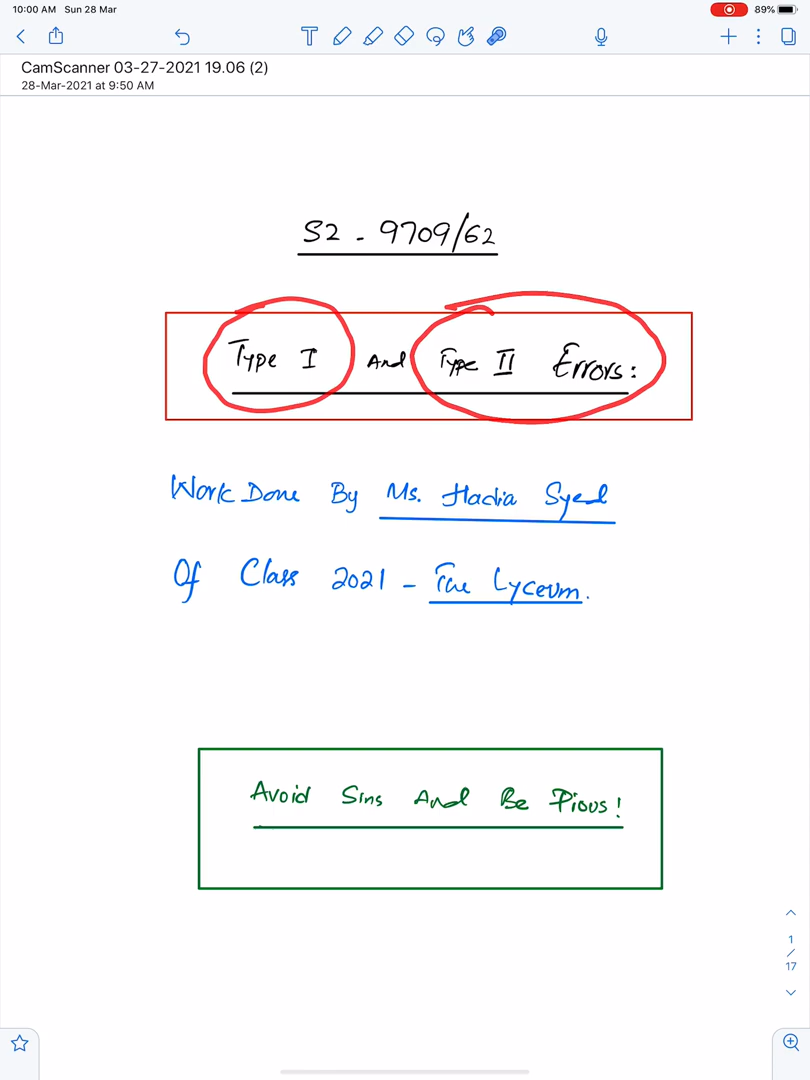 10:00 AM Sun 28 Mar
89%
CamScanner 03-27-2021 19.06 (2)
28-Mar-2021 at 9:50 AM
S2 - 9709/62
Type I And Type II Errors:
Work Done By Ms. Hadia Syed
Of Class 2021 - The Lyceum.
Avoid Sins And Be Pious!
1
/
17